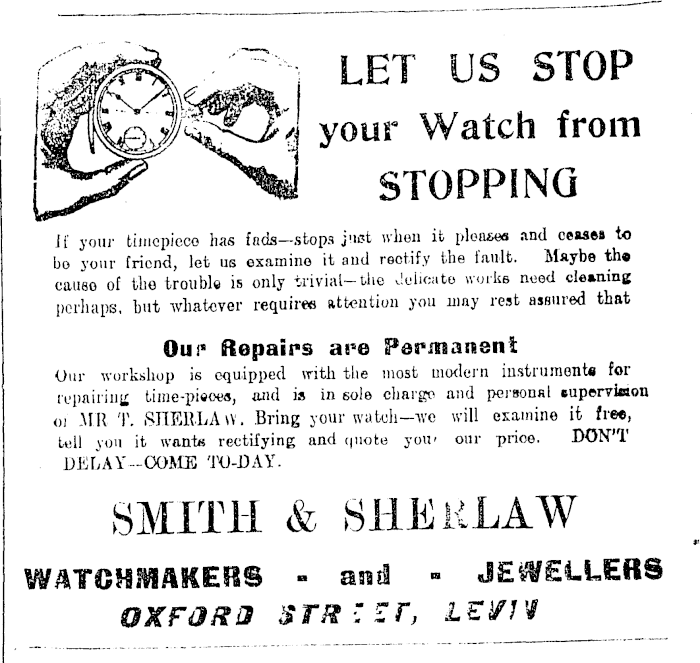 LET US STOP
your Watch from
STOPPING
If your timepiece has fads—stops just when it pleases and ceases to
be your friend, let us examine it and rectify the fault. Maybe the
cause of the trouble is only trivial—the delicate works need cleaning
perhaps, but whatever requires attention you may rest assured that
Our Repairs are Permanent
Our workshop is equipped with the most modern instruments for
repairing time-pieces, and is in sole charge and personal supervision
of MR T. SHERLAW. Bring your watch—we will examine it free,
tell you it wants rectifying and quote you our price. DON'T
DELAY—COME TO-DAY.
SMITH & SHERLAW
WATCHMAKERS - and - JEWELLERS
OXFORD STREET, LEVIN